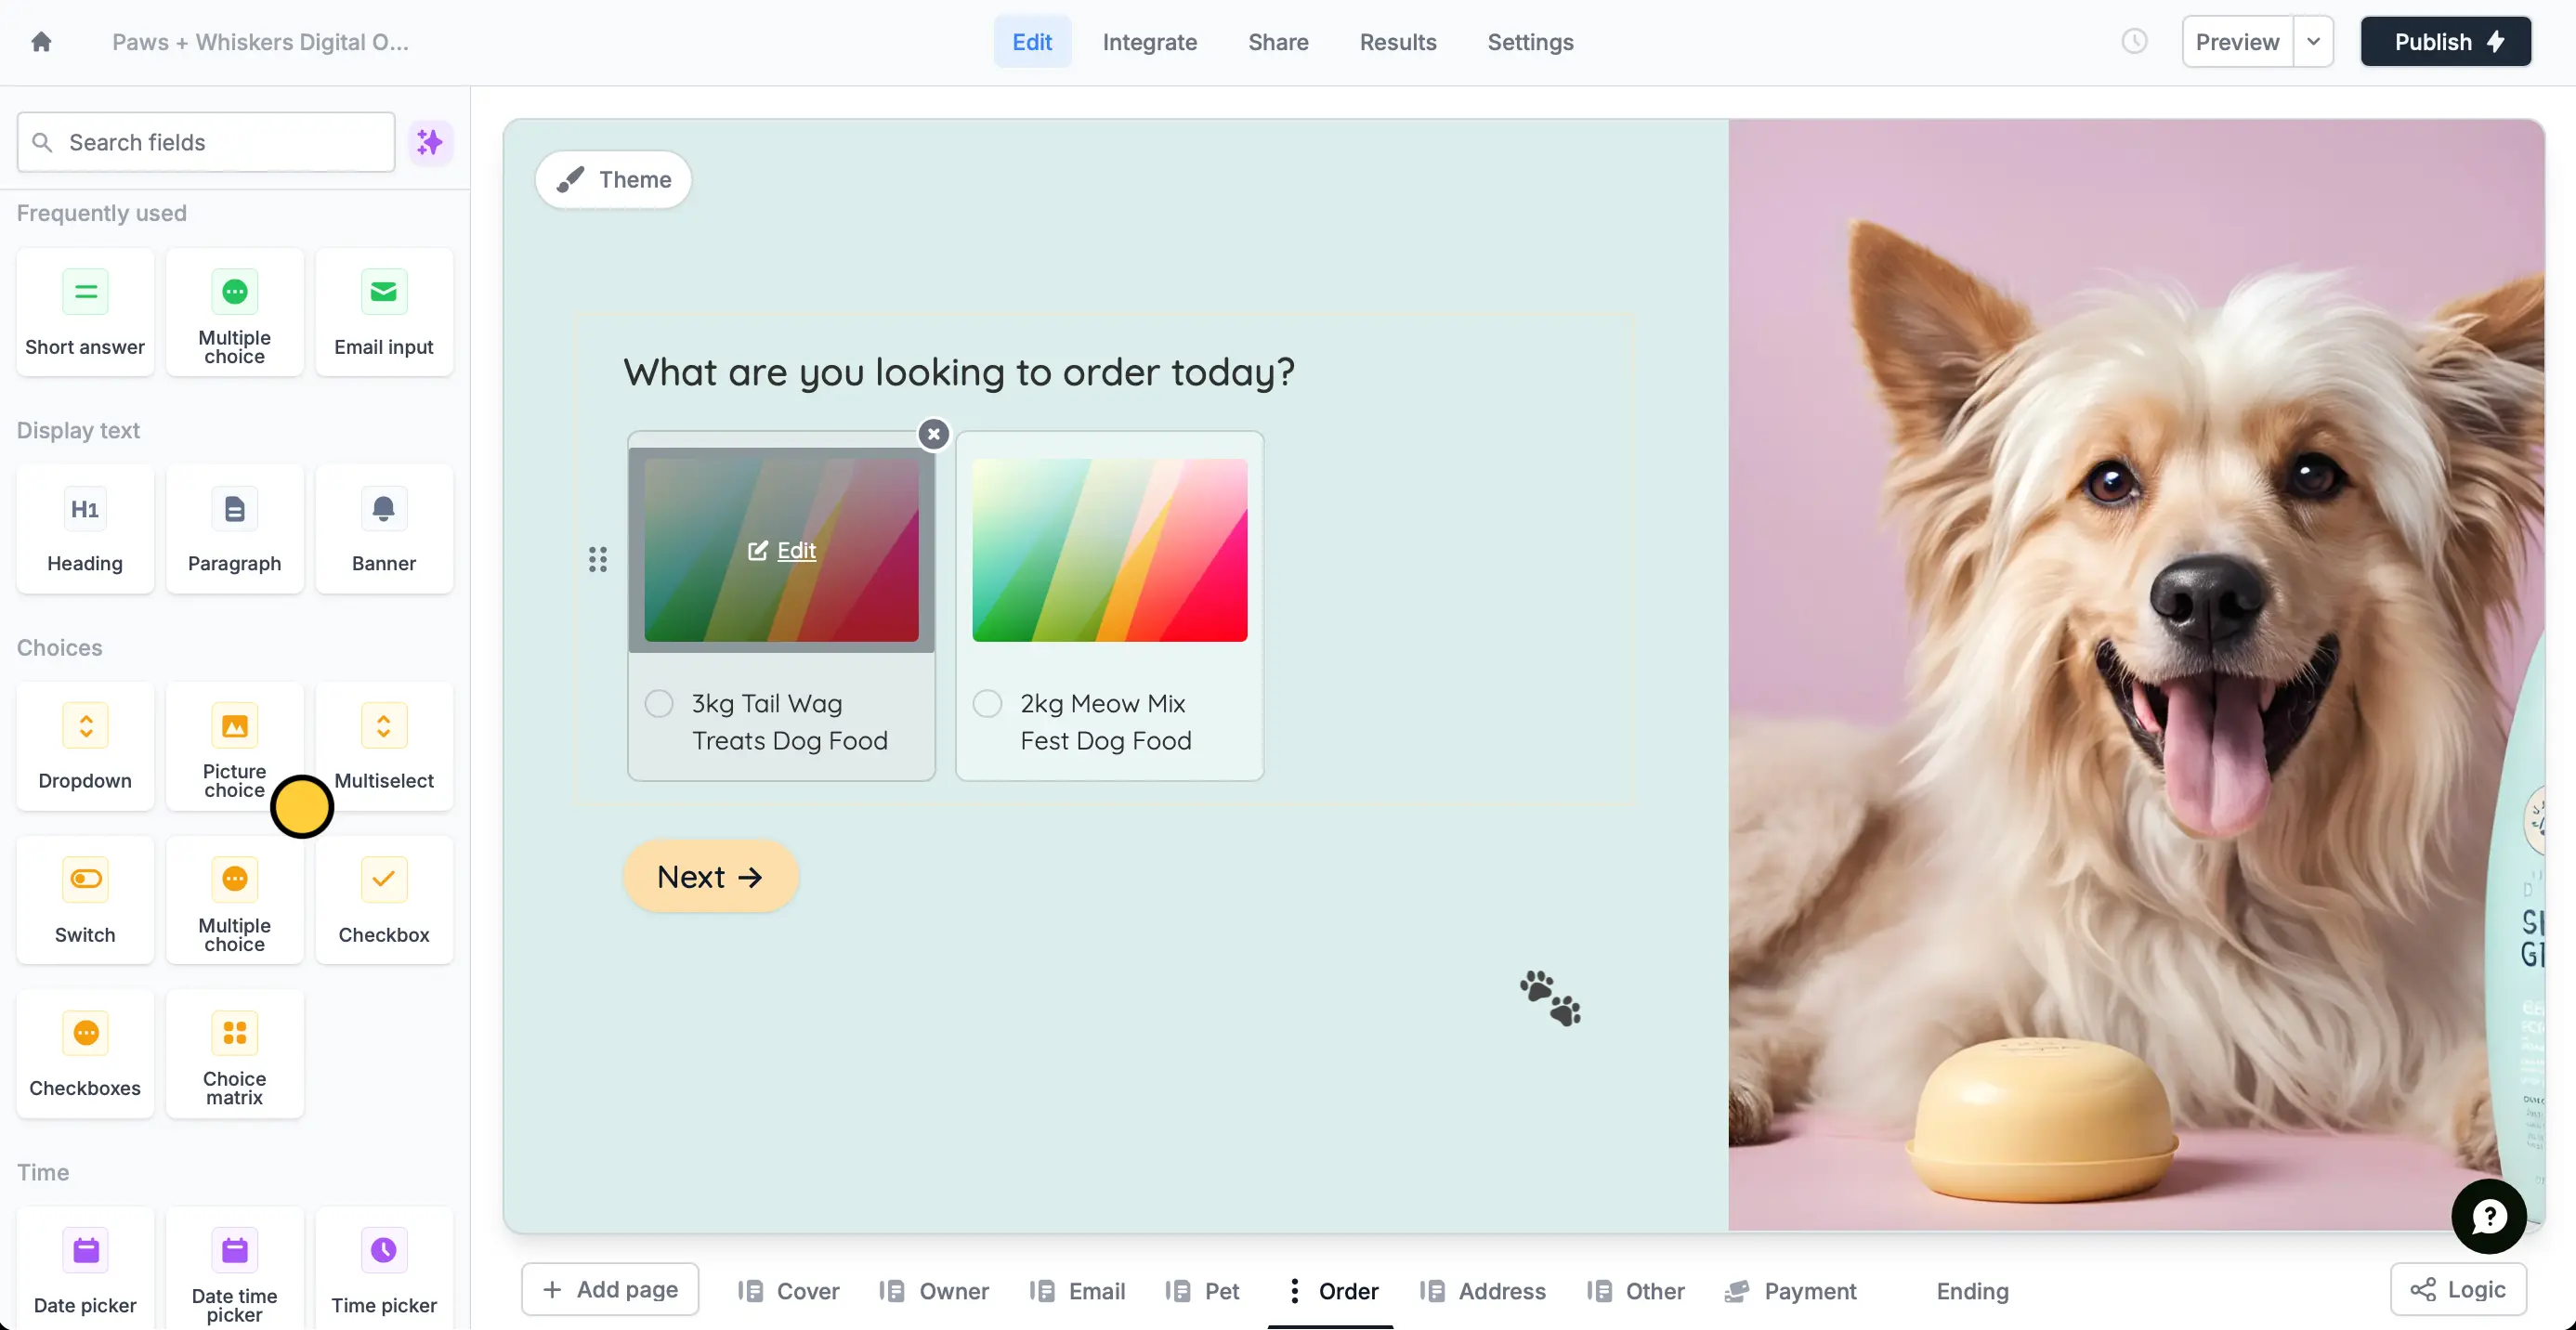 Paws + Whiskers Digital O...
Edit
Integrate
Share
Results
Settings
Preview
Publish
Search fields
Frequently used
Short answer
Multiple
choice
Email input
Display text
H1
Heading
Paragraph
Banner
Choices
Dropdown
Picture
choice
Multiselect
Switch
Multiple
choice
Checkbox
Checkboxes
Choice
matrix
Time
Date picker
Date time
picker
Time picker
Theme
What are you looking to order today?
Edit
3kg Tail Wag
Treats Dog Food
2kg Meow Mix
Fest Dog Food
Next
Add page
Cover
Owner
Email
Pet
Order
Address
Other
Payment
Ending
Logic